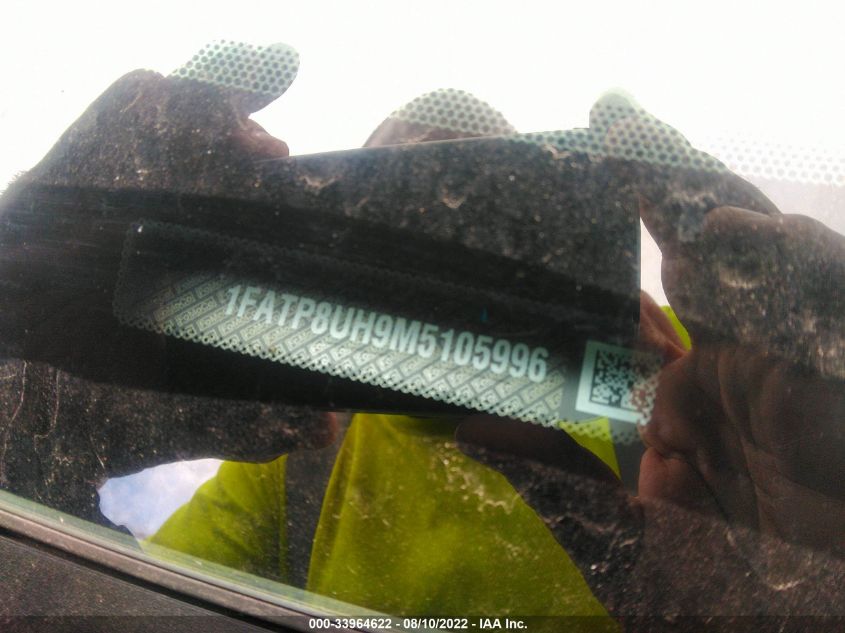 1FATP8UH9M5105996
000-33964622 - 08/10/2022 - IAA Inc.